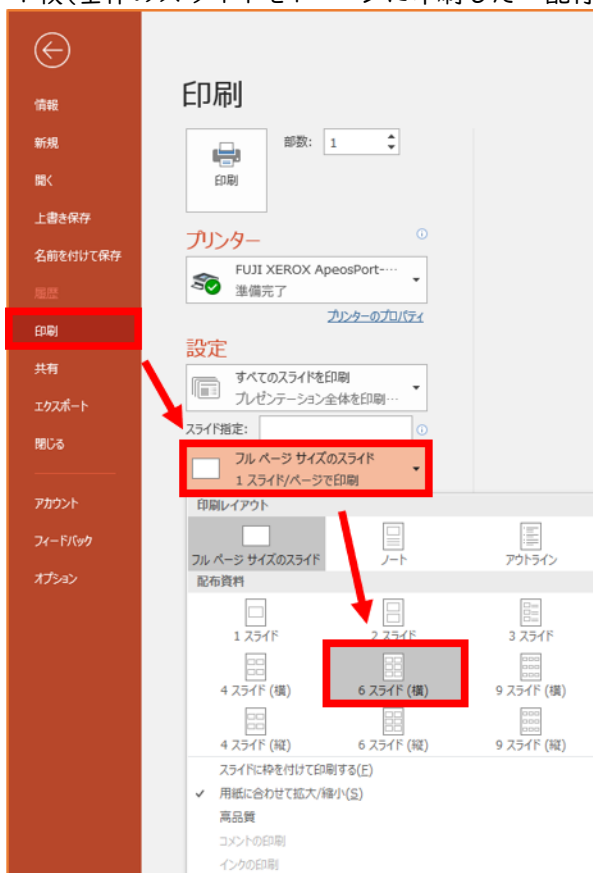 情報
新規
開く
上書き保存
名前を付けて保存
履歴
印刷
共有
エクスポート
閉じる
アカウント
フィードバック
オプション
印刷
部数: 1
印刷
プリンター
FUJI XEROX ApeosPort-…
準備完了
プリンターのプロパティ
設定
すべてのスライドを印刷
プレゼンテーション全体を印刷…
スライド指定:
フル ページ サイズのスライド
1 スライド/ページで印刷
印刷レイアウト
フル ページ サイズのスライド ノート アウトライン
配布資料
1 スライド 2 スライド 3 スライド
4 スライド (横) 6 スライド (横) 9 スライド (横)
4 スライド (縦) 6 スライド (縦) 9 スライド (縦)
スライドに枠を付けて印刷する(F)
用紙に合わせて拡大/縮小(S)
高品質
コメントの印刷
インクの印刷